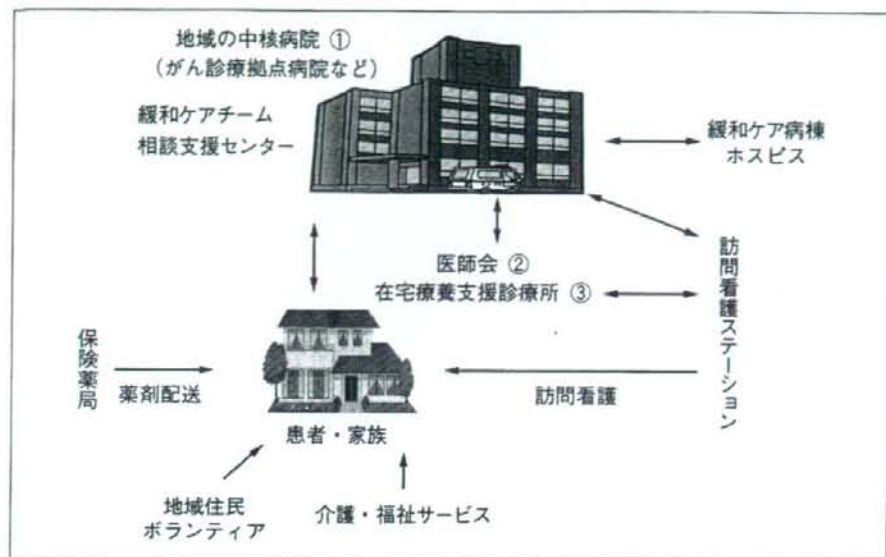 地域の中核病院 ①
（がん診療拠点病院など）
緩和ケアチーム
相談支援センター
緩和ケア病棟
ホスピス
医師会 ②
在宅療養支援診療所 ③
訪問看護ステーション
保険薬局
薬剤配送
訪問看護
患者・家族
地域住民
ボランティア
介護・福祉サービス